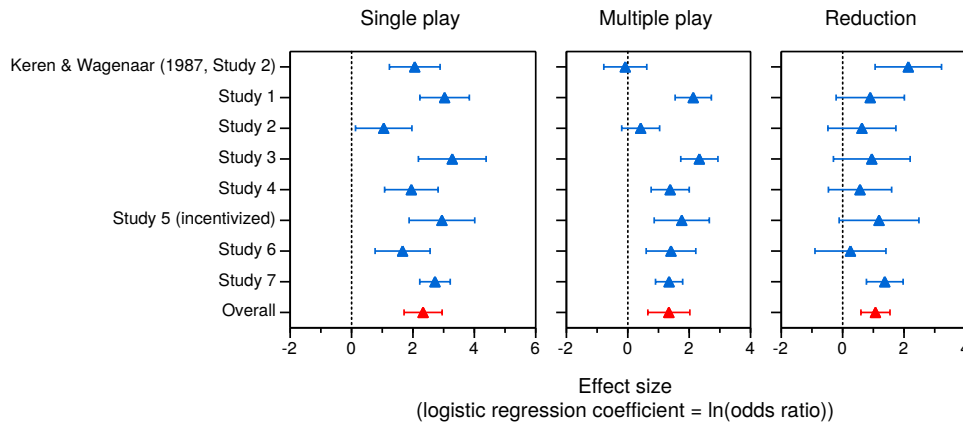 Single play
Multiple play
Reduction
Keren & Wagenaar (1987, Study 2)
Study 1
Study 2
Study 3
Study 4
Study 5 (incentivized)
Study 6
Study 7
Overall
-2 0 2 4 6
-2 0 2 4
-2 0 2 4
Effect size
(logistic regression coefficient = ln(odds ratio))